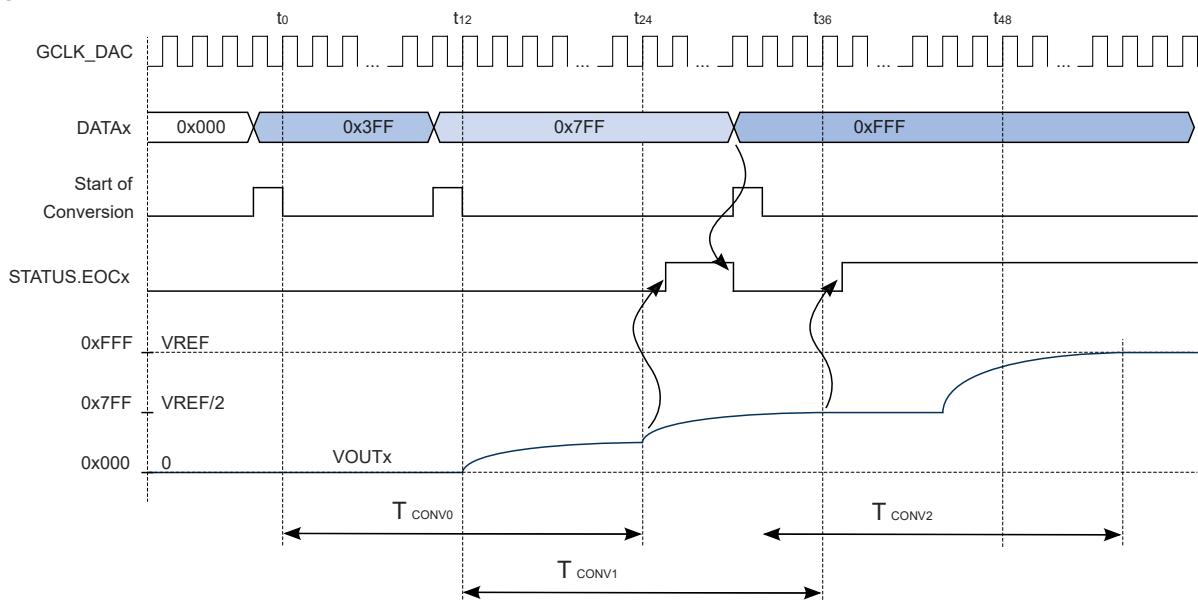 t0 t12 t24 t36 t48
GCLK_DAC ... ... ... ... ...
DATAx 0x000 0x3FF 0x7FF 0xFFF
Start of
Conversion
STATUS.EOCx
0xFFF VREF
0x7FF VREF/2
0x000 0 VOUTx
T CONV0 T CONV2
T CONV1